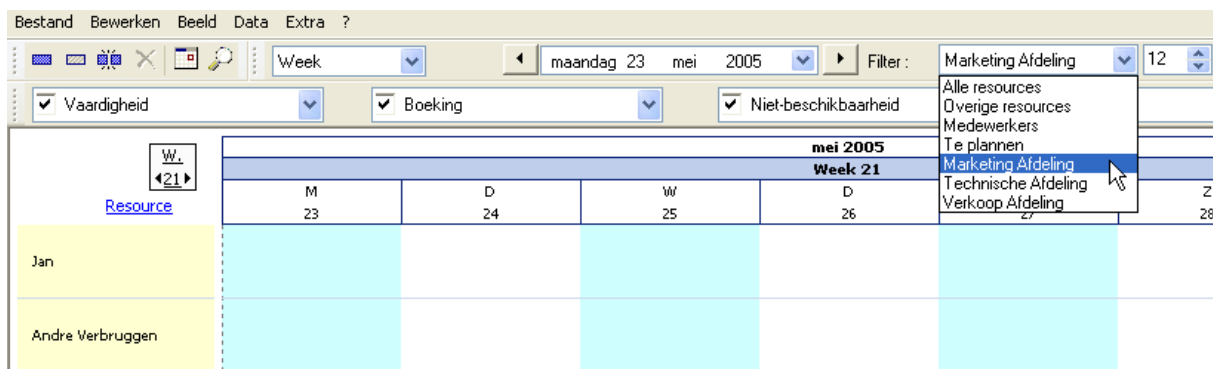 Bestand Bewerken Beeld Data Extra ?
Week maandag 23 mei 2005 Filter : Marketing Afdeling 12
Vaardigheid Boeking Niet-beschikbaarheid
Alle resources
Overige resources
Medewerkers
Te plannen
Marketing Afdeling
Technische Afdeling
Verkoop Afdeling
W.
21
Resource
mei 2005
Week 21
M D W D Z
23 24 25 26 27 28
Jan
Andre Verbruggen